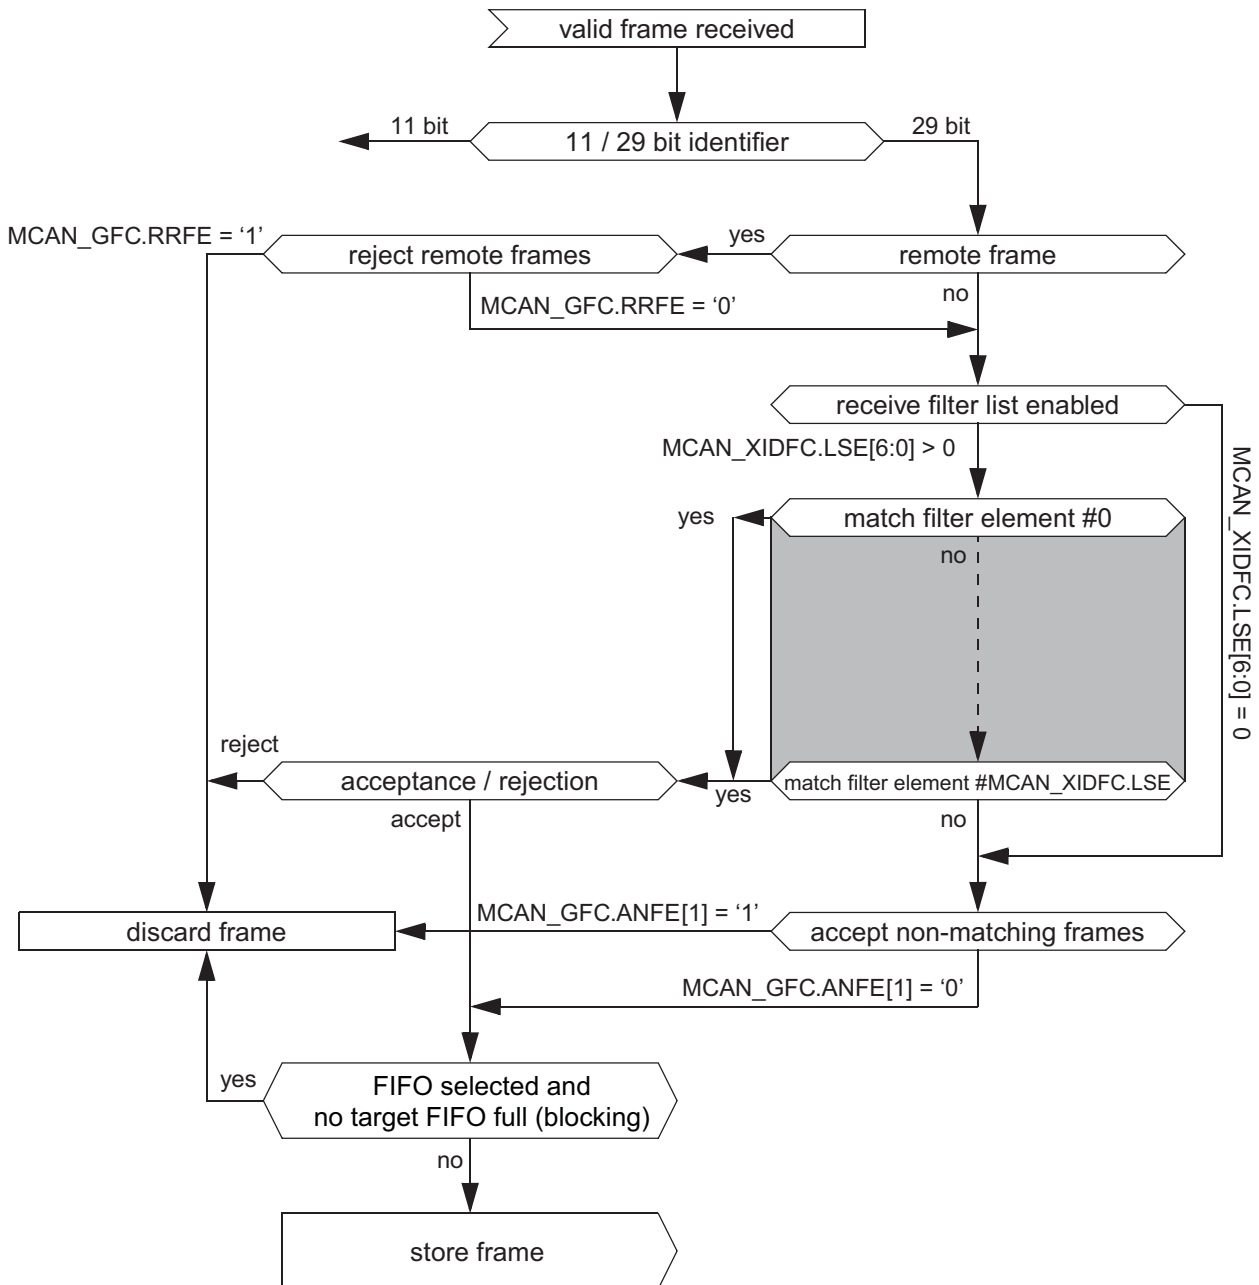 valid frame received
11 bit
11 / 29 bit identifier
29 bit
MCAN_GFC.RRFE = ‘1’
reject remote frames
yes
remote frame
MCAN_GFC.RRFE = ‘0’
no
receive filter list enabled
MCAN_XIDFC.LSE[6:0] > 0
MCAN_XIDFC.LSE[6:0] = 0
yes
match filter element #0
no
reject
acceptance / rejection
yes
match filter element #MCAN_XIDFC.LSE
accept
no
discard frame
MCAN_GFC.ANFE[1] = ‘1’
accept non-matching frames
MCAN_GFC.ANFE[1] = ‘0’
yes
FIFO selected and
no target FIFO full (blocking)
no
store frame